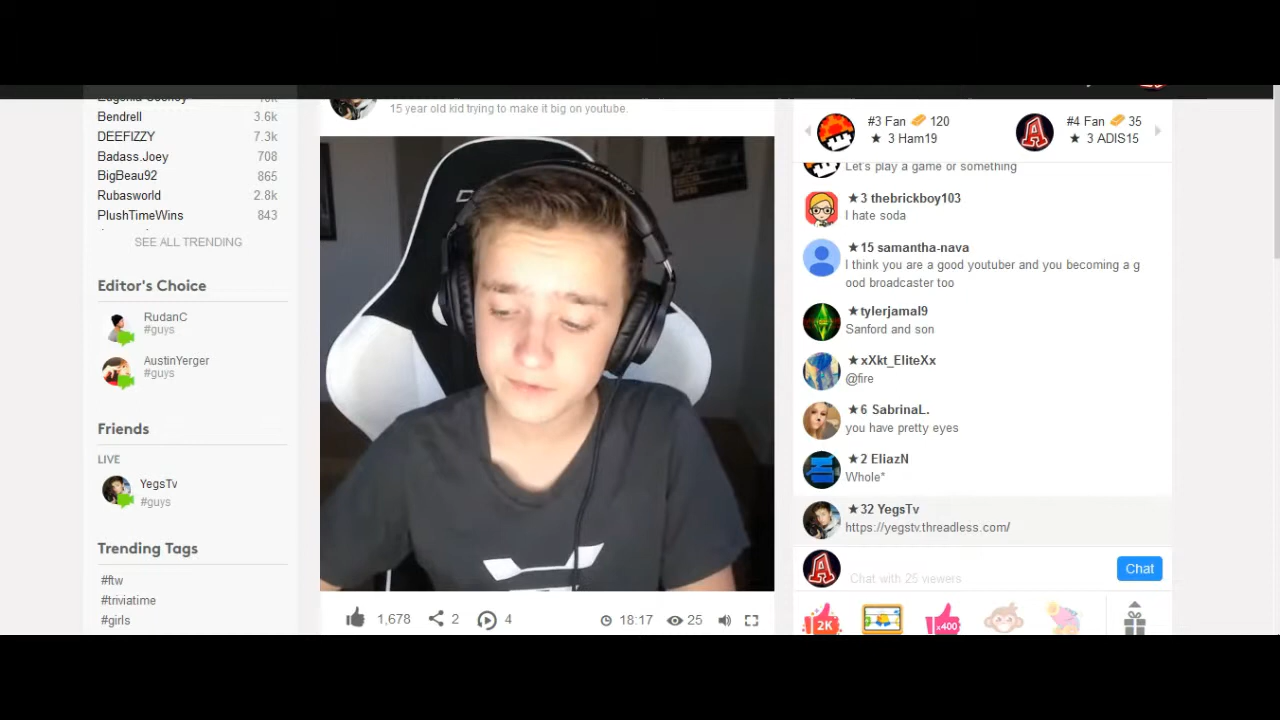 Bendrell 3.6k
DEEFIZZY 7.3k
Badass.Joey 708
BigBeau92 865
Rubasworld 2.8k
PlushTimeWins 843
SEE ALL TRENDING
Editor's Choice
RudanC
#guys
AustinYerger
#guys
Friends
LIVE
YegsTv
#guys
Trending Tags
#ftw
#triviatime
#girls
15 year old kid trying to make it big on youtube.
1,678 2 4 18:17 25
#3 Fan 120
★ 3 Ham19
#4 Fan 35
★ 3 ADIS15
Let's play a game or something
★3 thebrickboy103
I hate soda
★15 samantha-nava
I think you are a good youtuber and you becoming a g
ood broadcaster too
★tylerjamal9
Sanford and son
★xXkt_EliteXx
@fire
★6 SabrinaL.
you have pretty eyes
★2 EliazN
Whole*
★32 YegsTv
https://yegstv.threadless.com/
Chat with 25 viewers
Chat
2K
x400